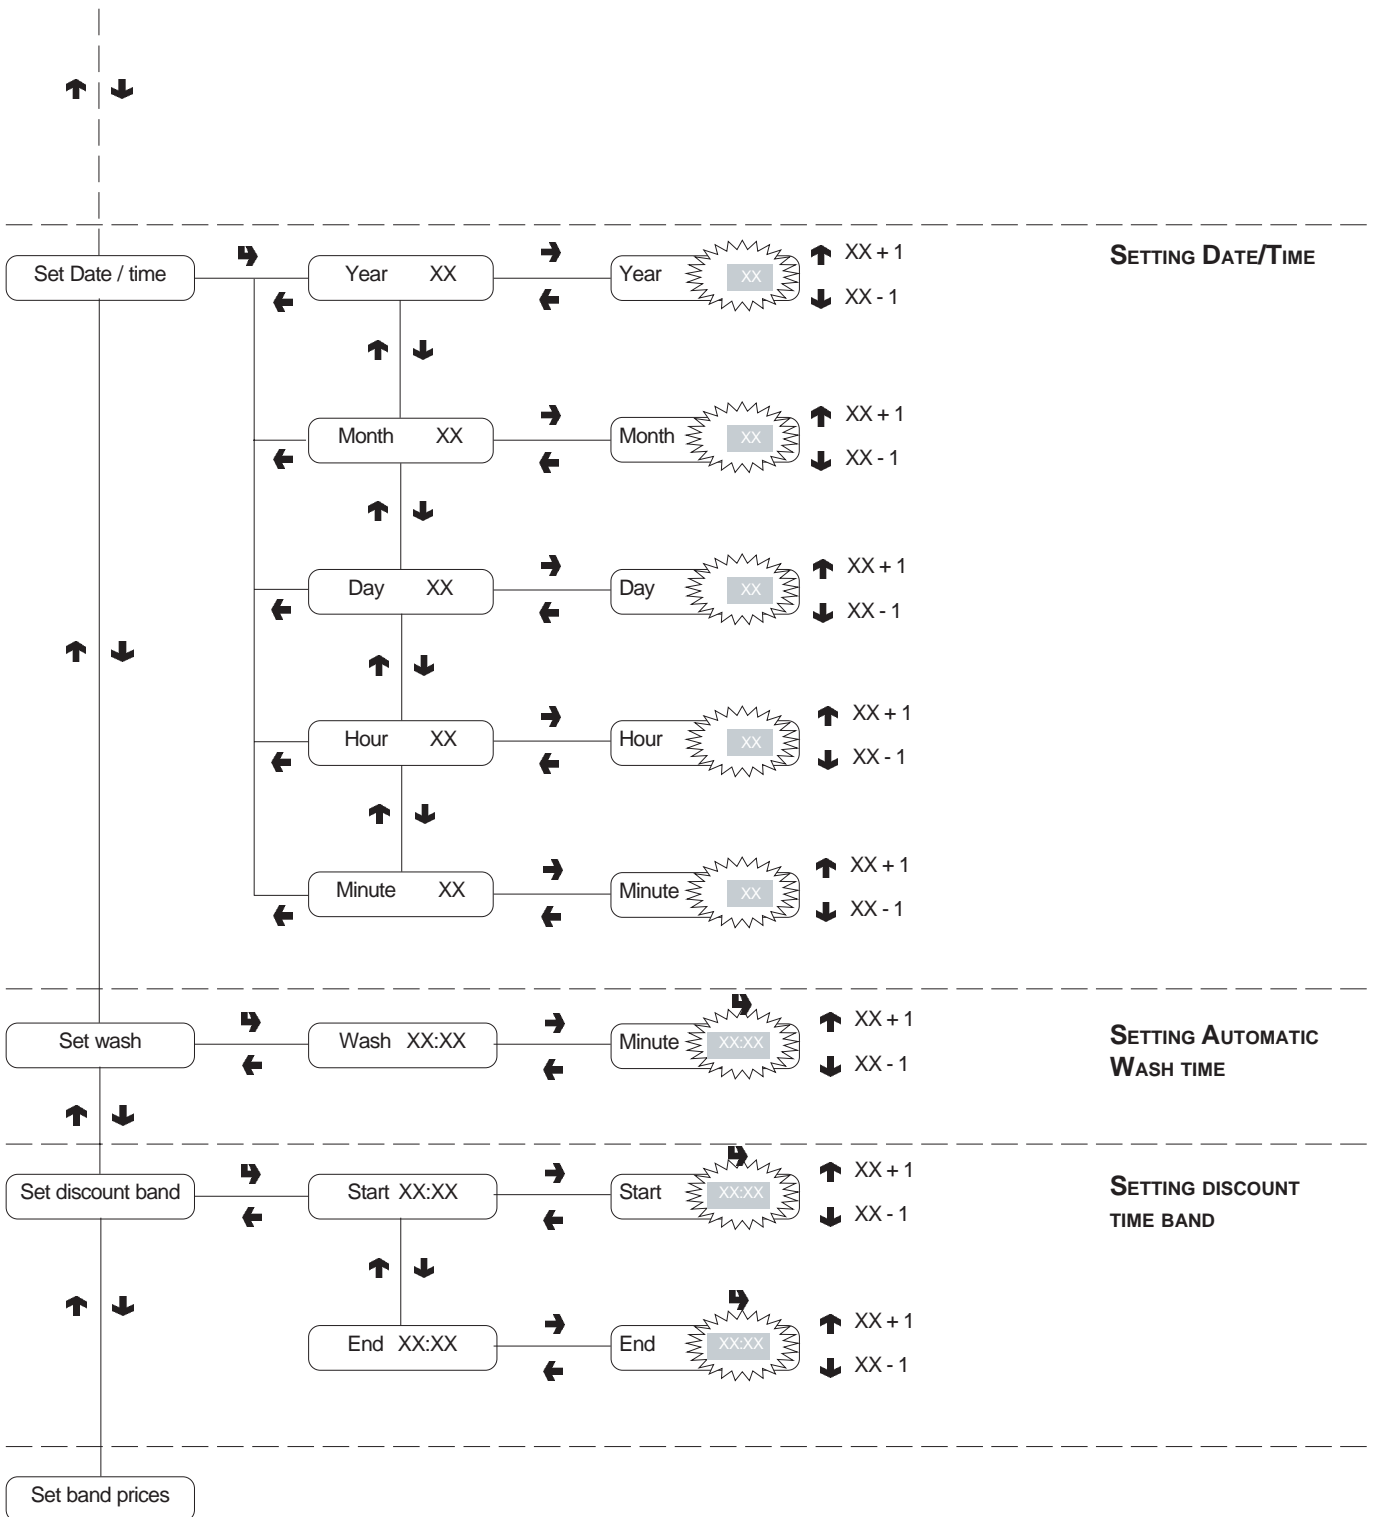 Set Date / time
Year XX
Year XX
XX + 1
XX - 1
SETTING DATE/TIME
Month XX
Month XX
XX + 1
XX - 1
Day XX
Day XX
XX + 1
XX - 1
Hour XX
Hour XX
XX + 1
XX - 1
Minute XX
Minute XX
XX + 1
XX - 1
Set wash
Wash XX:XX
Minute XX:XX
XX + 1
XX - 1
SETTING AUTOMATIC
WASH TIME
Set discount band
Start XX:XX
Start XX:XX
XX + 1
XX - 1
SETTING DISCOUNT
TIME BAND
End XX:XX
End XX:XX
XX + 1
XX - 1
Set band prices